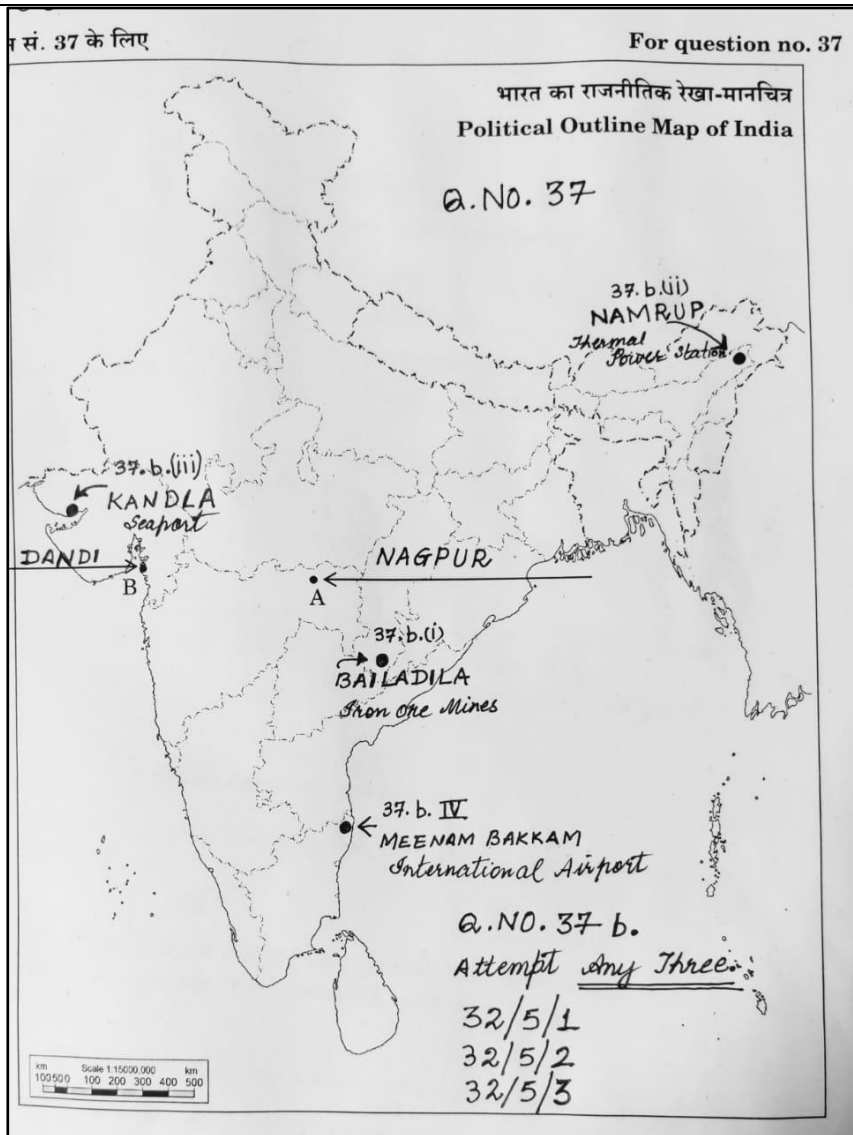 सं. 37 के लिए
For question no. 37
भारत का राजनीतिक रेखा-मानचित्र
Political Outline Map of India
Q.NO. 37
37.b.(ii)
NAMRUP
Thermal
Power Station
37.b.(iii)
KANDLA
Seaport
DANDI
B
NAGPUR
A
37.b.(i)
BAILADILA
Iron ore Mines
37.b. IV
MEENAM BAKKAM
International Airport
Q.NO. 37 b.
Attempt Any Three.
32/5/1
32/5/2
32/5/3
km Scale 1:15000,000 km
100500 100 200 300 400 500